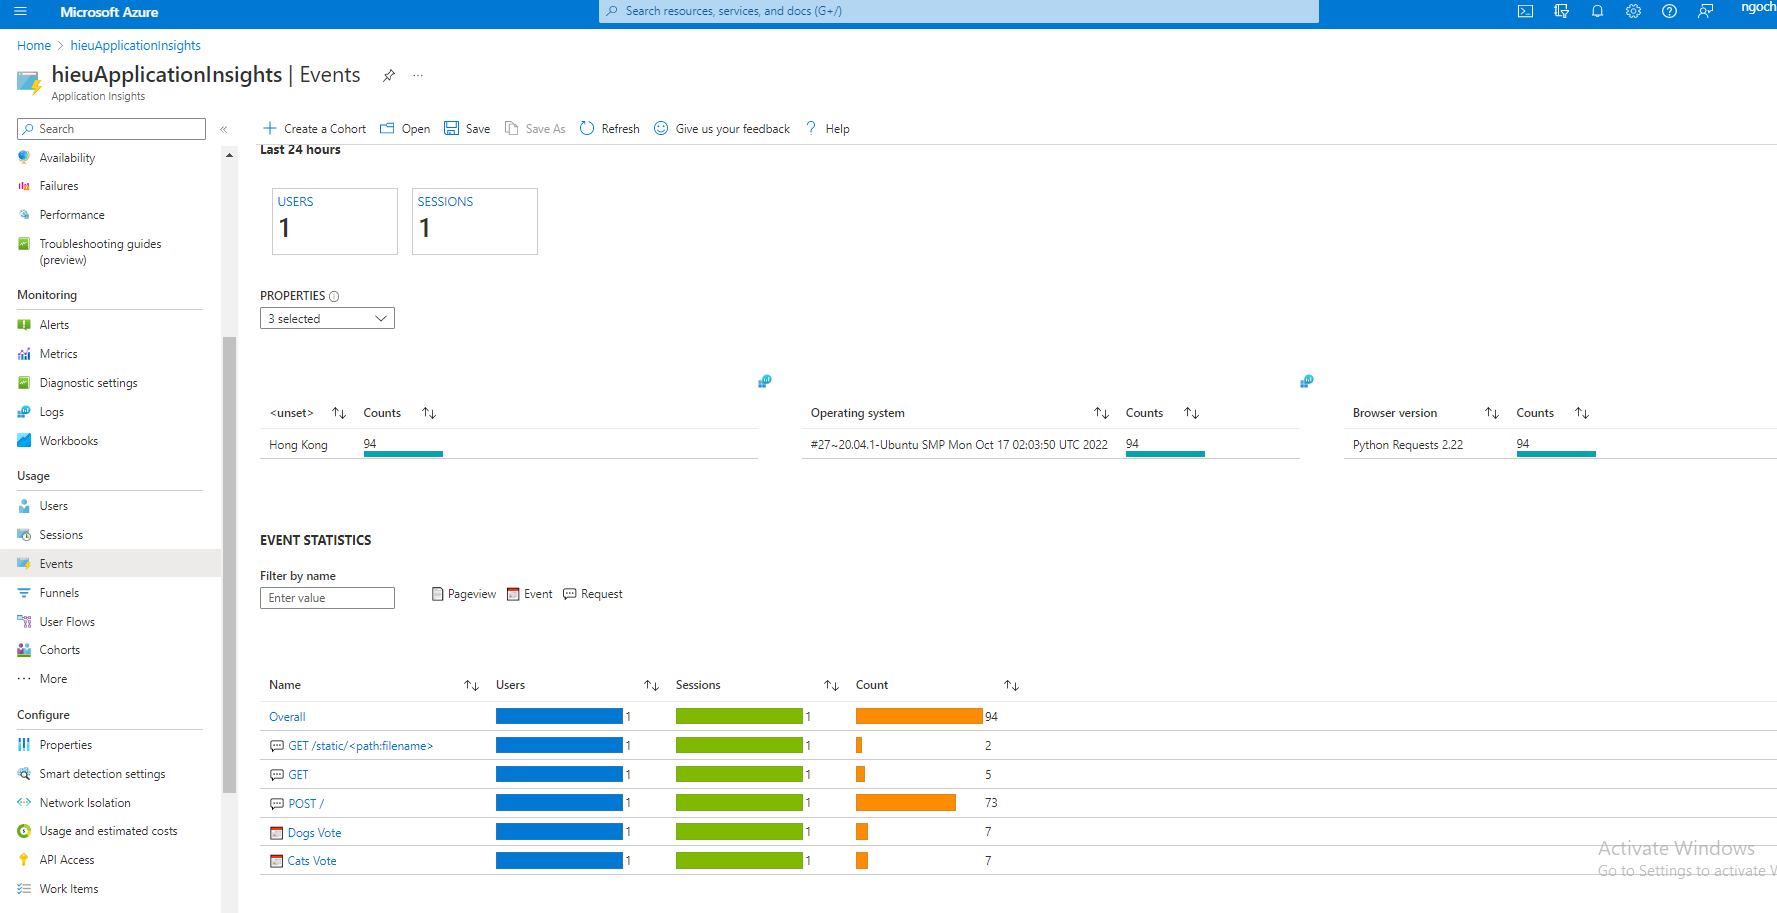 Microsoft Azure
Search resources, services, and docs (G+/)
ngoch
Home > hieuApplicationInsights
hieuApplicationInsights | Events
Application Insights
Search
Availability
Failures
Performance
Troubleshooting guides
(preview)
Monitoring
Alerts
Metrics
Diagnostic settings
Logs
Workbooks
Usage
Users
Sessions
Events
Funnels
User Flows
Cohorts
More
Configure
Properties
Smart detection settings
Network Isolation
Usage and estimated costs
API Access
Work Items
Create a Cohort Open Save Save As Refresh Give us your feedback ? Help
Last 24 hours
USERS
1
SESSIONS
1
PROPERTIES
3 selected
<unset> Counts
Hong Kong 94
Operating system Counts
#27~20.04.1-Ubuntu SMP Mon Oct 17 02:03:50 UTC 2022 94
Browser version Counts
Python Requests 2.22 94
EVENT STATISTICS
Filter by name
Enter value
Pageview Event Request
Name Users Sessions Count
Overall 1 1 94
GET /static/<path:filename> 1 1 2
GET 1 1 5
POST / 1 1 73
Dogs Vote 1 1 7
Cats Vote 1 1 7
Activate Windows
Go to Settings to activate W